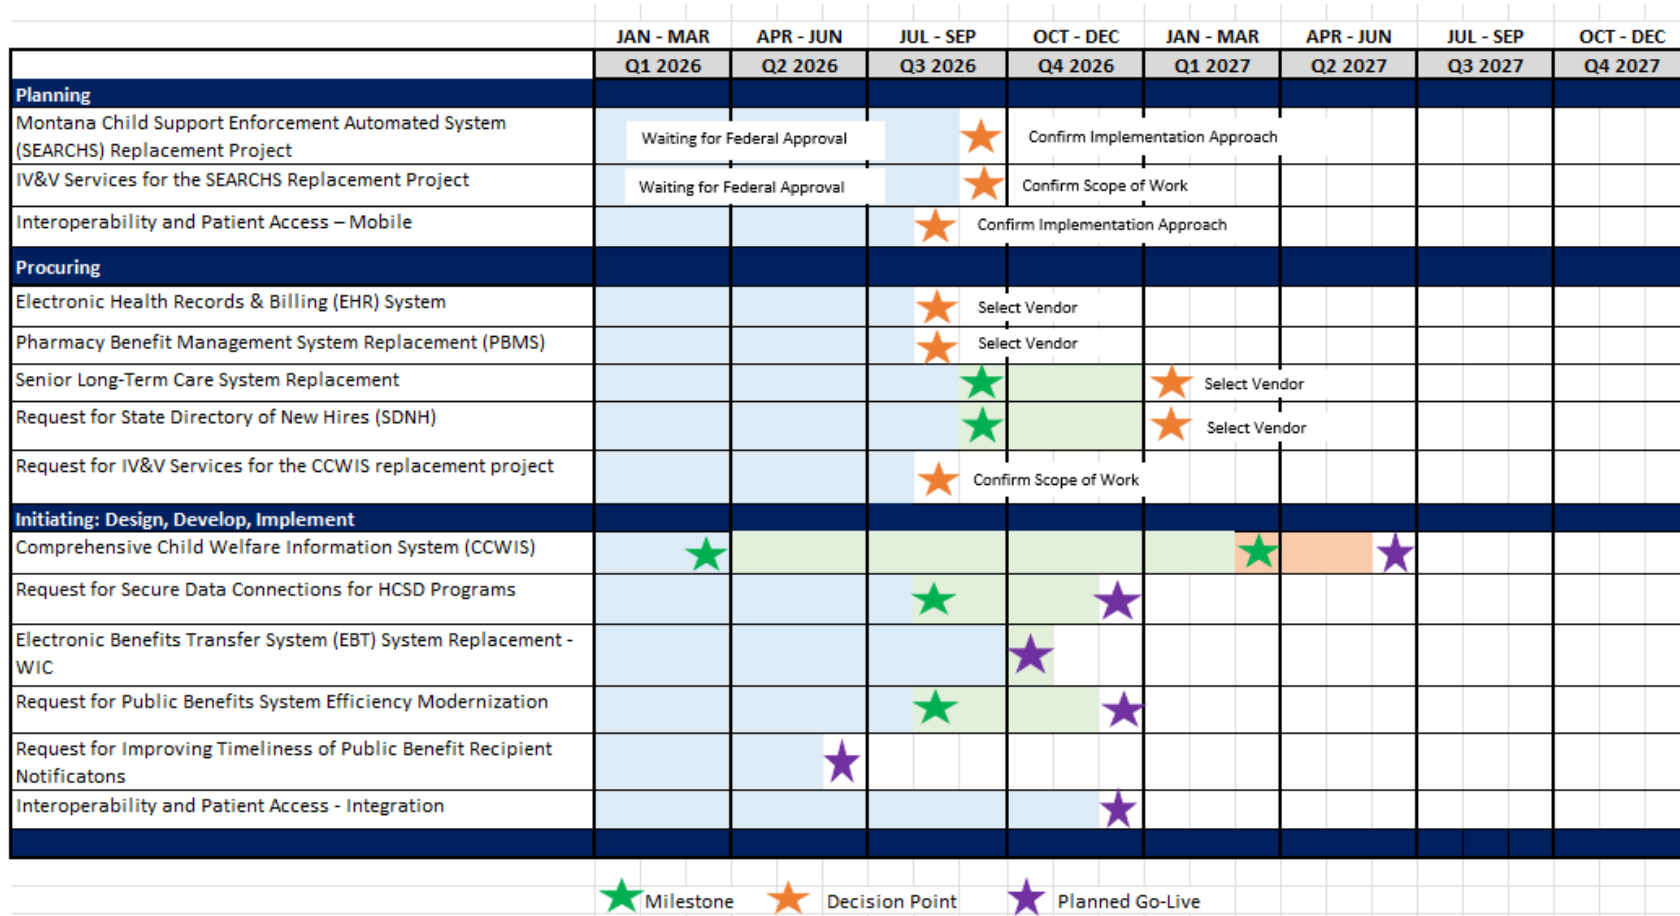 JAN - MAR APR - JUN JUL - SEP OCT - DEC JAN - MAR APR - JUN JUL - SEP OCT - DEC
Q1 2026 Q2 2026 Q3 2026 Q4 2026 Q1 2027 Q2 2027 Q3 2027 Q4 2027
Planning
Montana Child Support Enforcement Automated System
(SEARCHS) Replacement Project
Waiting for Federal Approval Confirm Implementation Approach
IV&V Services for the SEARCHS Replacement Project
Waiting for Federal Approval Confirm Scope of Work
Interoperability and Patient Access – Mobile
Confirm Implementation Approach
Procuring
Electronic Health Records & Billing (EHR) System
Select Vendor
Pharmacy Benefit Management System Replacement (PBMS)
Select Vendor
Senior Long-Term Care System Replacement
Select Vendor
Request for State Directory of New Hires (SDNH)
Select Vendor
Request for IV&V Services for the CCWIS replacement project
Confirm Scope of Work
Initiating: Design, Develop, Implement
Comprehensive Child Welfare Information System (CCWIS)
Request for Secure Data Connections for HCSD Programs
Electronic Benefits Transfer System (EBT) System Replacement -
WIC
Request for Public Benefits System Efficiency Modernization
Request for Improving Timeliness of Public Benefit Recipient
Notificatons
Interoperability and Patient Access - Integration
Milestone Decision Point Planned Go-Live